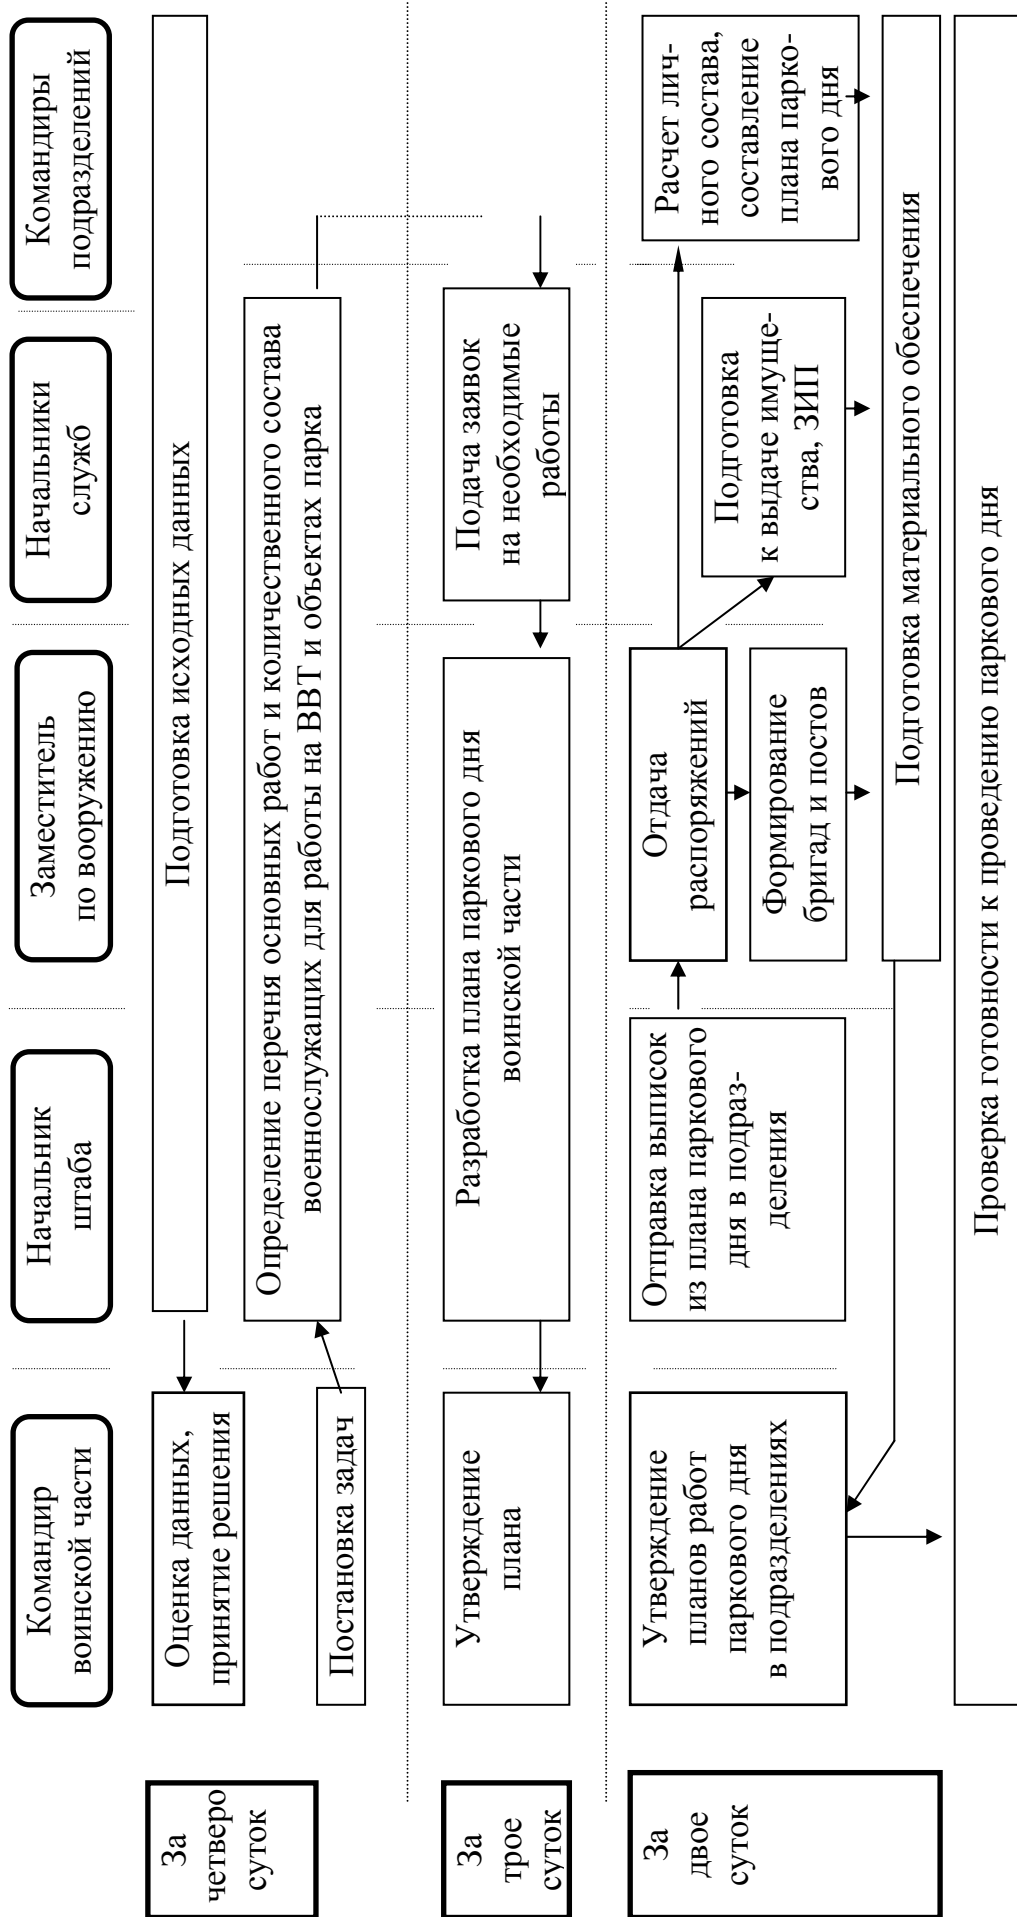 Командир
воинской части
Начальник
штаба
Заместитель
по вооружению
Начальники
служб
Командиры
подразделений
За
четверо
суток
Оценка данных,
принятие решения
Подготовка исходных данных
Постановка задач
Определение перечня основных работ и количественного состава
военнослужащих для работы на ВВТ и объектах парка
За
трое
суток
Утверждение
плана
Разработка плана паркового дня
воинской части
Подача заявок
на необходимые
работы
За
двое
суток
Утверждение
планов работ
паркового дня
в подразделениях
Отправка выписок
из плана паркового
дня в подраз-
деления
Отдача
распоряжений
Формирование
бригад и постов
Подготовка
к выдаче имуще-
ства, ЗИП
Расчет лич-
ного состава,
составление
плана парко-
вого дня
Подготовка материального обеспечения
Проверка готовности к проведению паркового дня